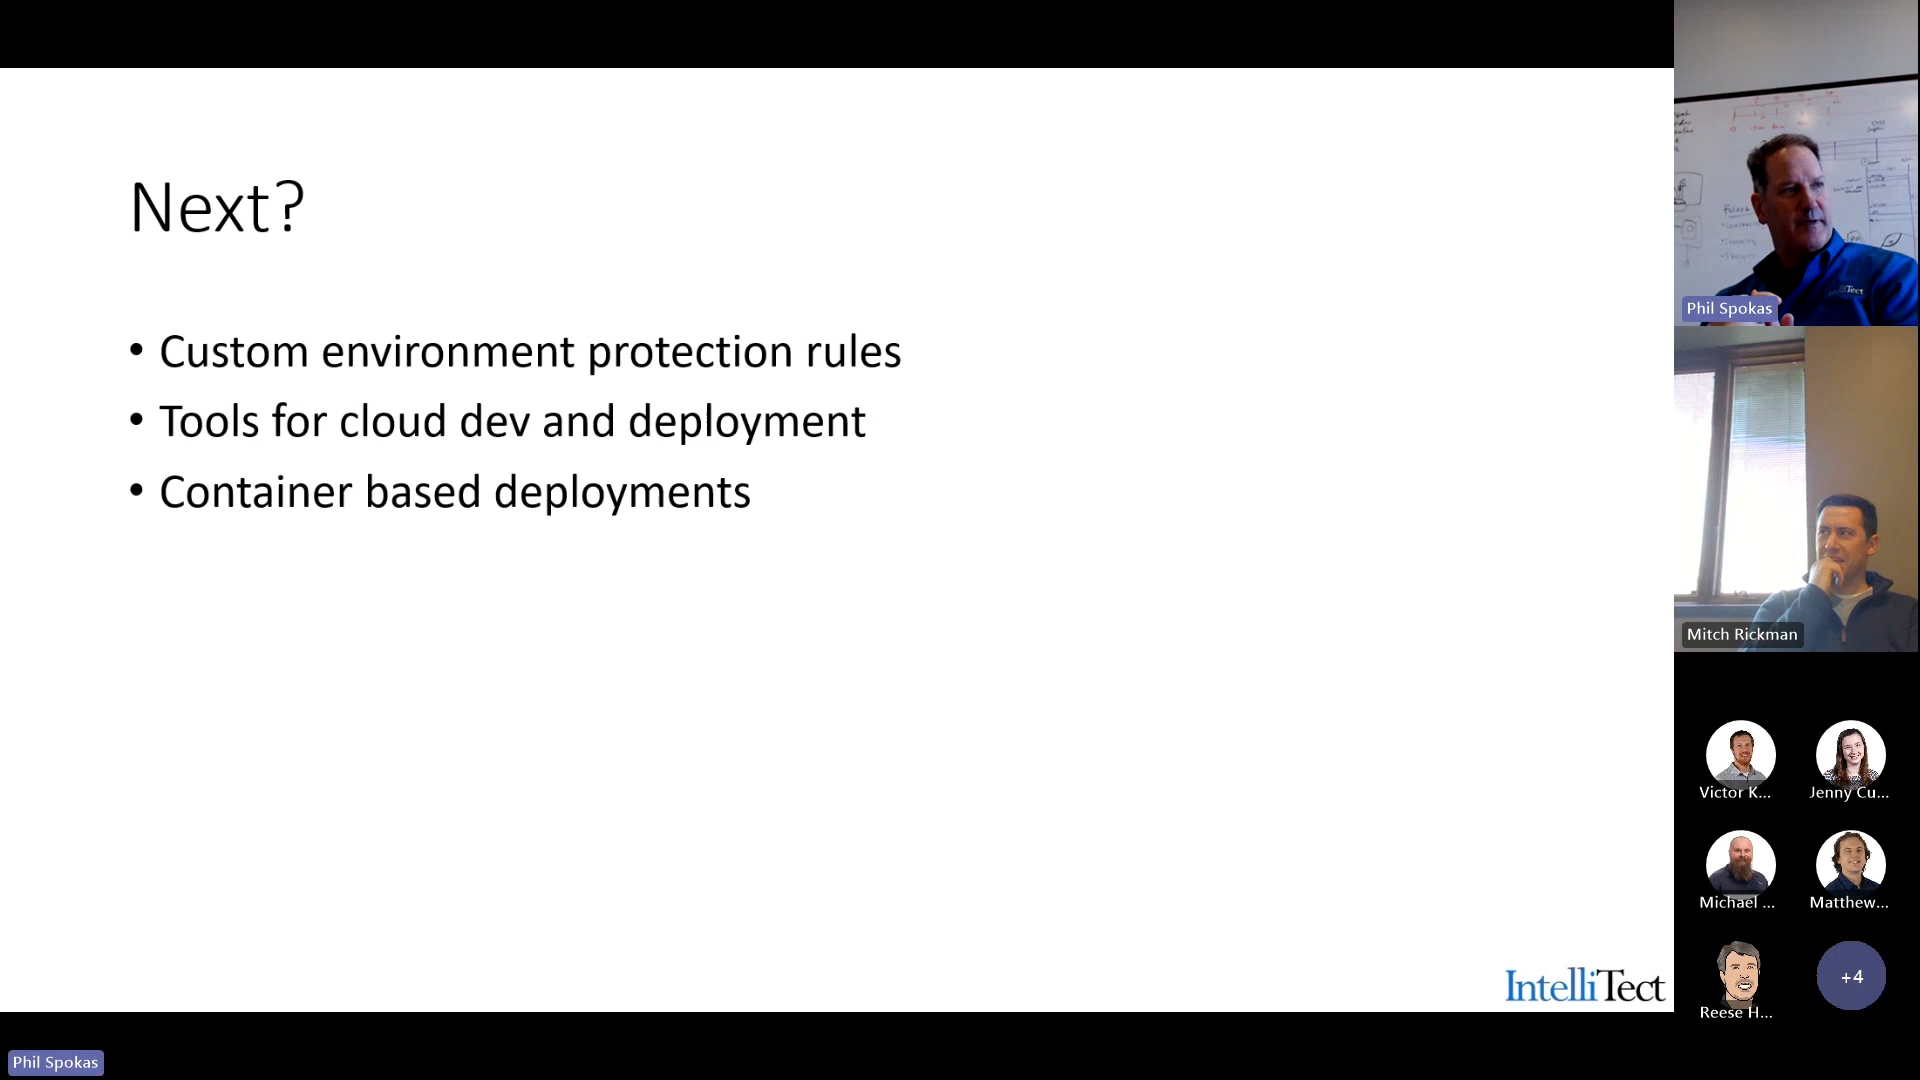 Next?
• Custom environment protection rules
• Tools for cloud dev and deployment
• Container based deployments
IntelliTect
Phil Spokas
Phil Spokas
Mitch Rickman
Victor K...
Jenny Cu...
Michael ...
Matthew...
Reese H...
+4